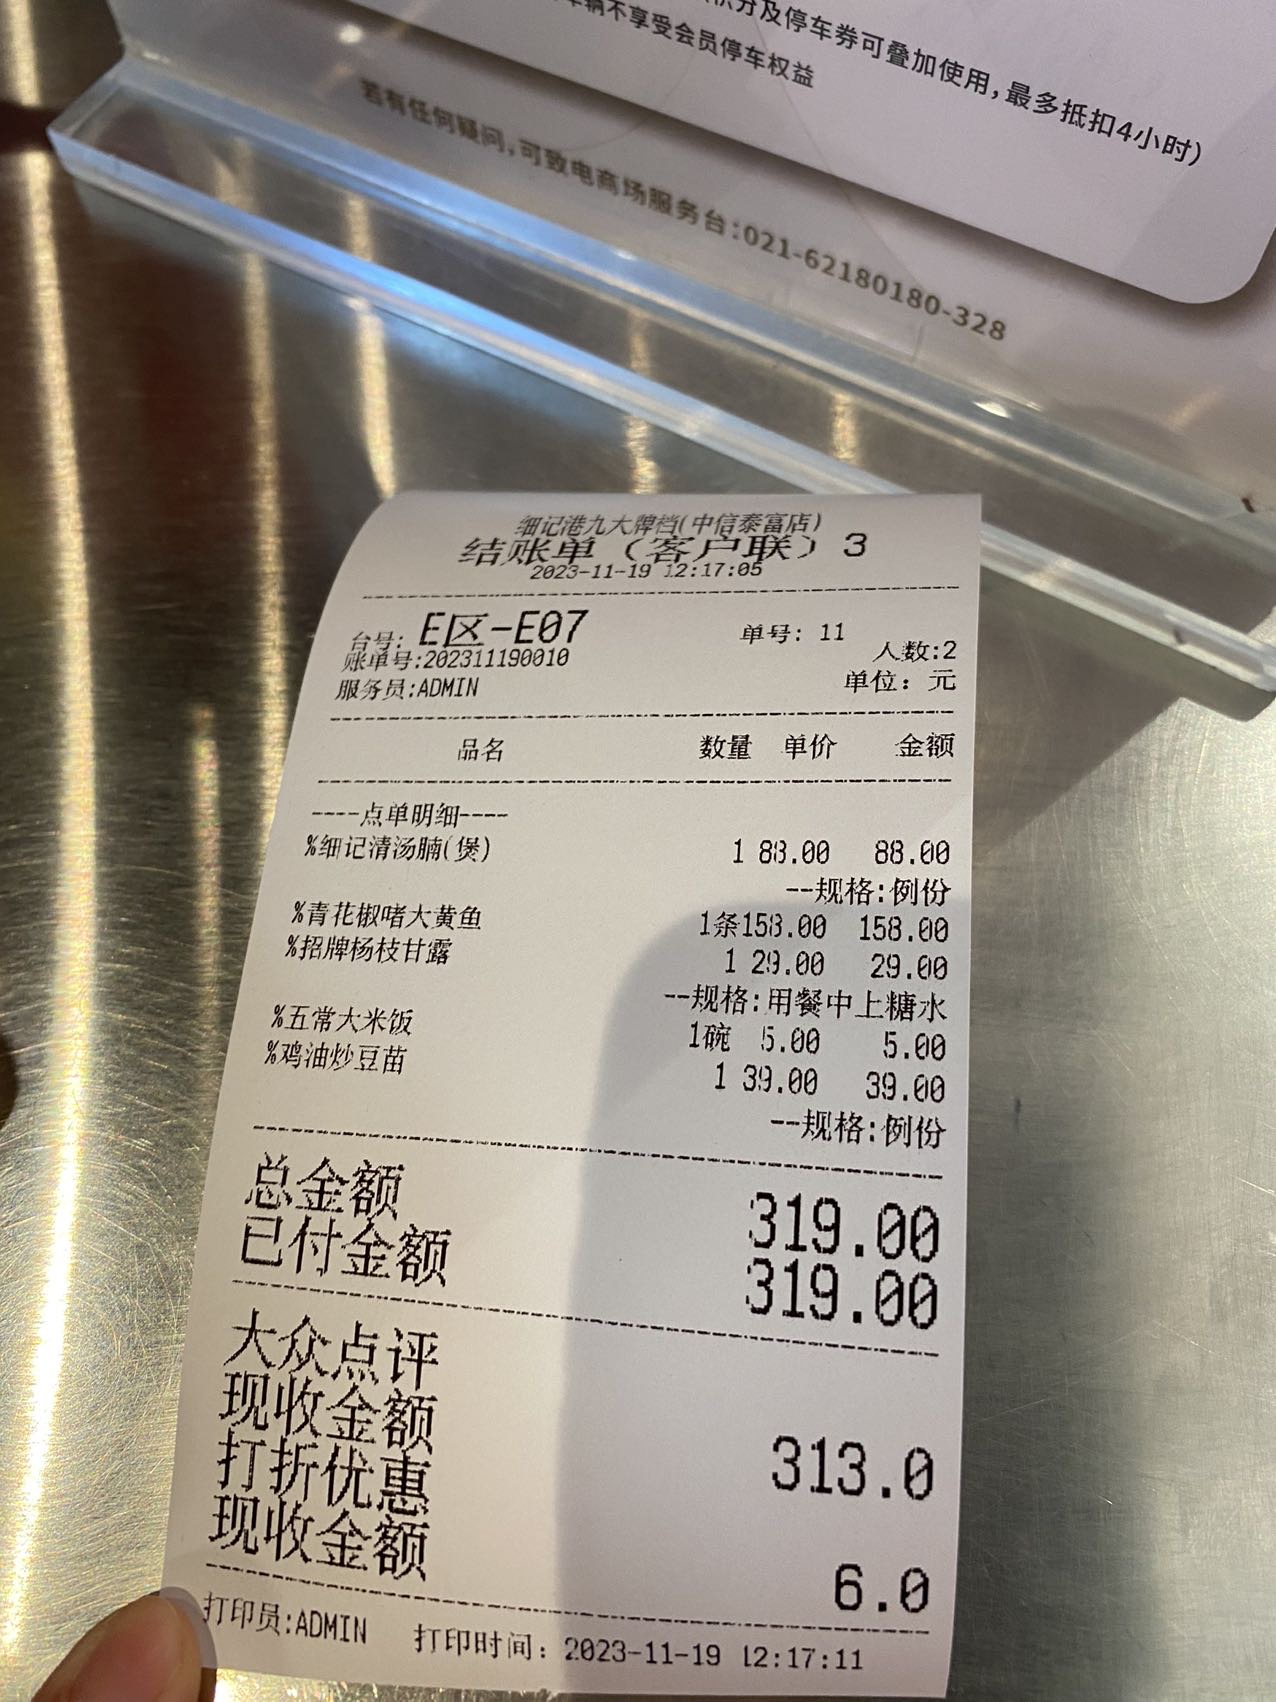 分及停车券可叠加使用,最多抵扣4小时)
辆不享受会员停车权益
若有任何疑问,可致电商场服务台:021-62180180-328
细记港九大牌档(中信泰富店)
结账单(客户联)3
2023-11-19 12:17:05
台号: E区-E07 单号: 11
账单号:202311190010 人数:2
服务员:ADMIN 单位: 元
品名 数量 单价 金额
----点单明细----
%细记清汤腩(煲) 1 88.00 88.00
--规格:例份
%青花椒啫大黄鱼 1条158.00 158.00
%招牌杨枝甘露 1 29.00 29.00
--规格:用餐中上糖水
%五常大米饭 1碗 5.00 5.00
%鸡油炒豆苗 1 39.00 39.00
--规格:例份
总金额 319.00
已付金额 319.00
大众点评
现收金额 313.0
打折优惠
现收金额 6.0
打印员:ADMIN 打印时间: 2023-11-19 12:17:11